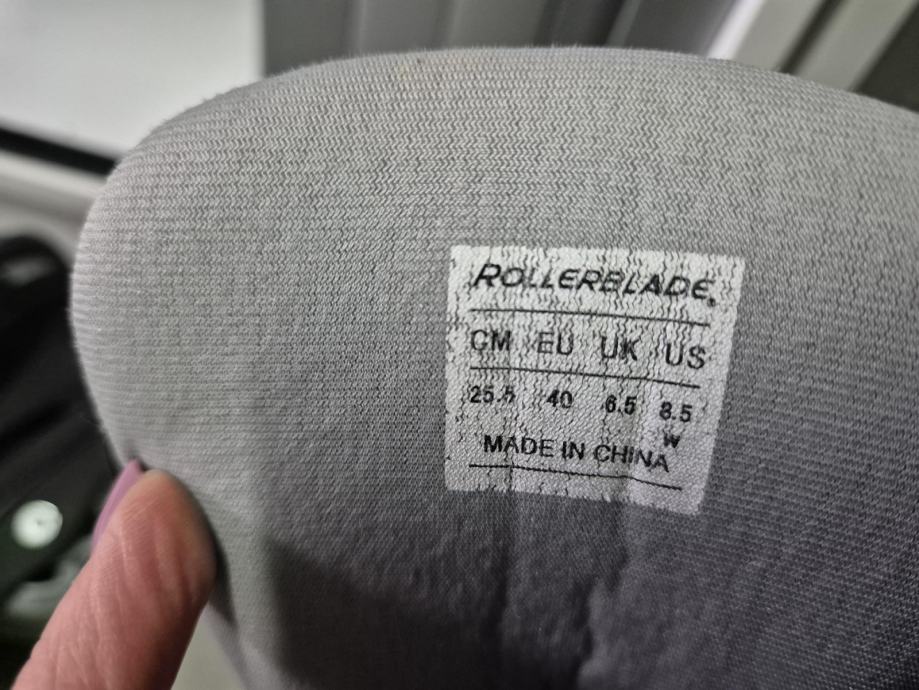 ROLLERBLADE.
CM EU UK US
25.5 40 6.5 8.5
W
MADE IN CHINA